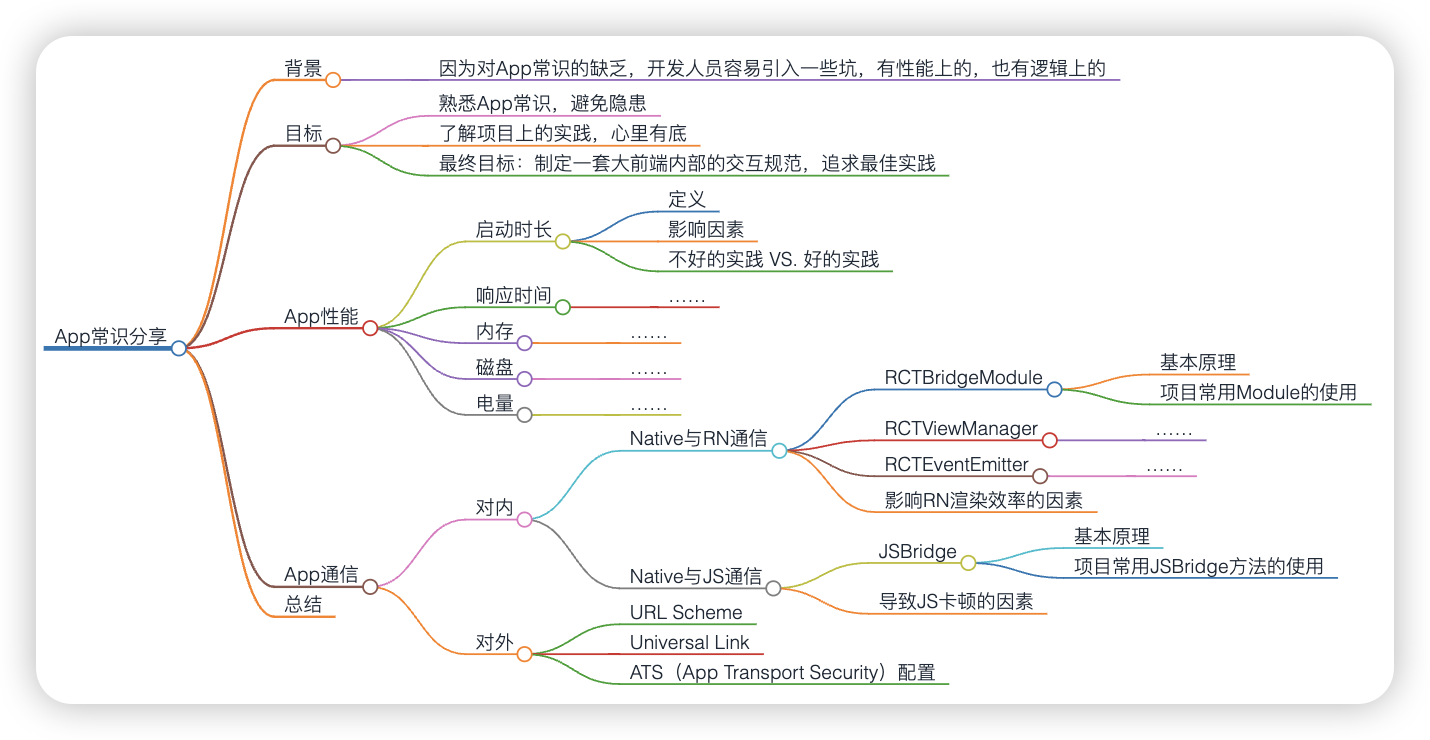 App常识分享
背景
因为对App常识的缺乏，开发人员容易引入一些坑，有性能上的，也有逻辑上的
目标
熟悉App常识，避免隐患
了解项目上的实践，心里有底
最终目标：制定一套大前端内部的交互规范，追求最佳实践
App性能
启动时长
定义
影响因素
不好的实践 VS. 好的实践
响应时间
……
内存
……
磁盘
……
电量
……
App通信
对内
Native与RN通信
RCTBridgeModule
基本原理
项目常用Module的使用
RCTViewManager
……
RCTEventEmitter
……
影响RN渲染效率的因素
Native与JS通信
JSBridge
基本原理
项目常用JSBridge方法的使用
导致JS卡顿的因素
对外
URL Scheme
Universal Link
ATS（App Transport Security）配置
总结